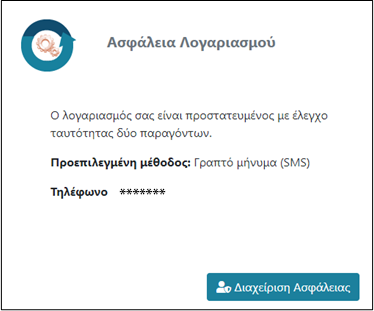 Ασφάλεια Λογαριασμού
Ο λογαριασμός σας είναι προστατευμένος με έλεγχο
ταυτότητας δύο παραγόντων.
Προεπιλεγμένη μέθοδος: Γραπτό μήνυμα (SMS)
Τηλέφωνο *******
Διαχείριση Ασφάλειας